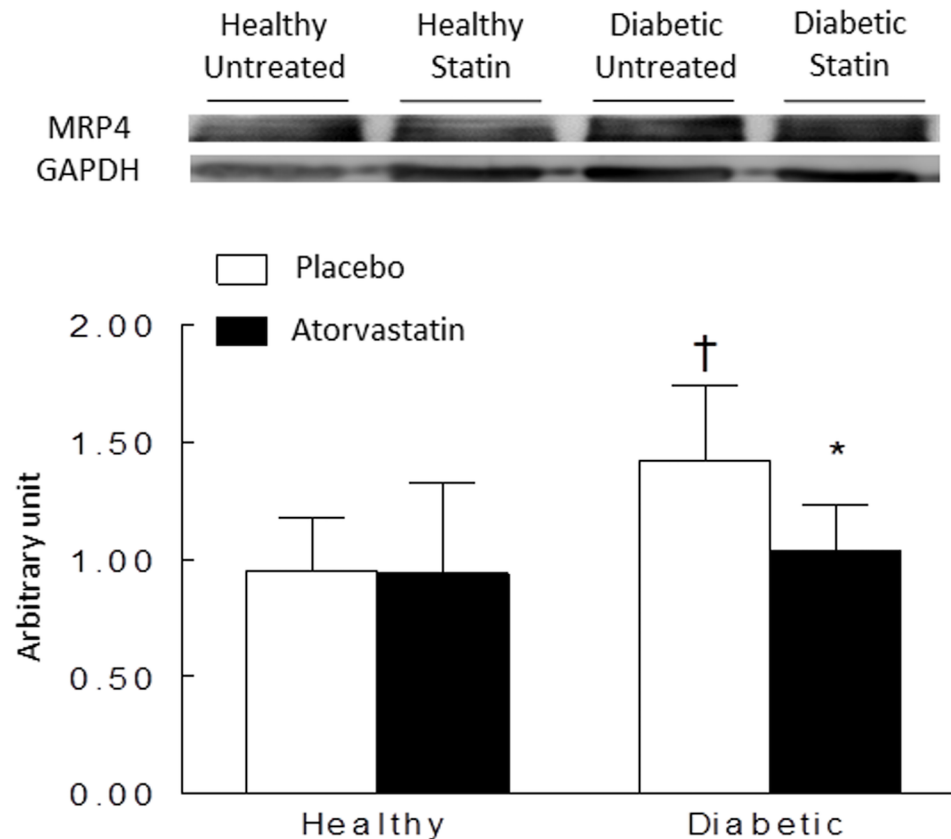 Healthy Untreated
Healthy Statin
Diabetic Untreated
Diabetic Statin
MRP4
GAPDH
Placebo
Atorvastatin
2.00
1.50
1.00
0.50
0.00
Arbitrary unit
†
*
Healthy
Diabetic